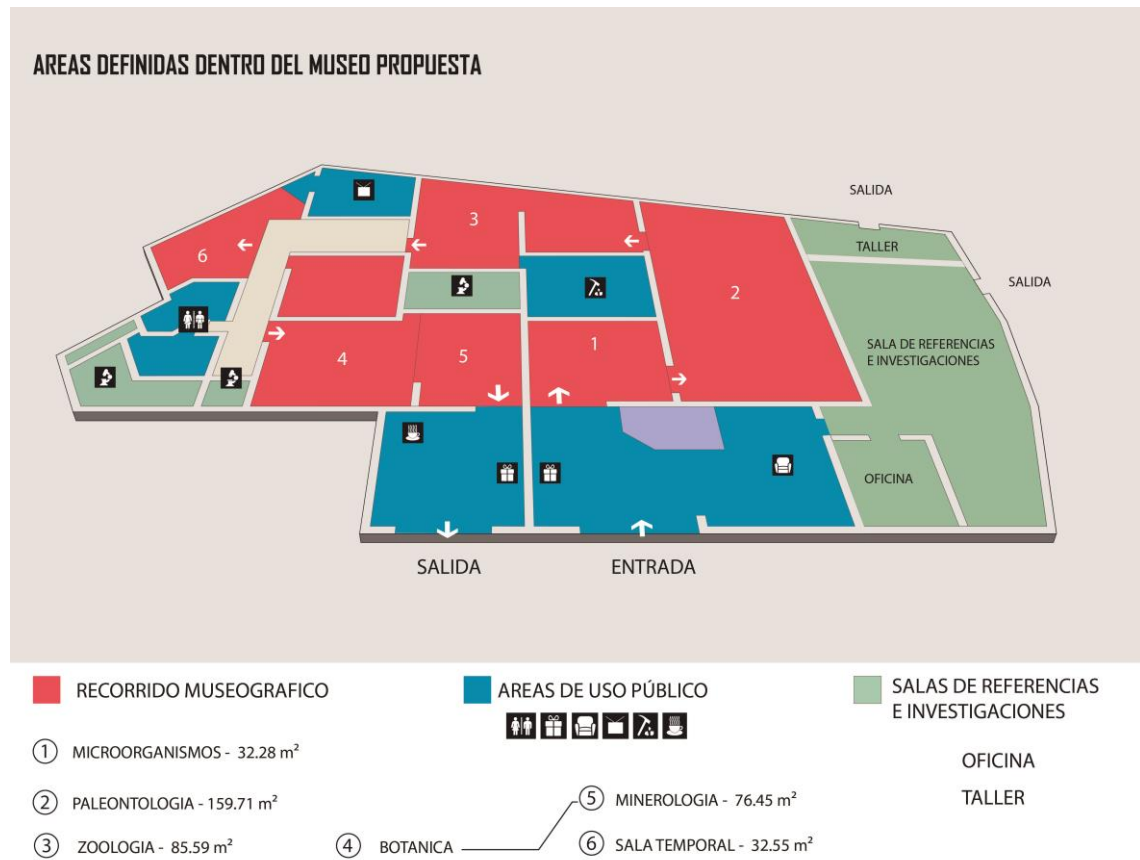 AREAS DEFINIDAS DENTRO DEL MUSEO PROPUESTA
SALIDA
TALLER
SALIDA
3
6
2
SALA DE REFERENCIAS
E INVESTIGACIONES
4
5
1
OFICINA
SALIDA
ENTRADA
RECORRIDO MUSEOGRAFICO
1 MICROORGANISMOS - 32.28 m²
2 PALEONTOLOGIA - 159.71 m²
3 ZOOLOGIA - 85.59 m²
4 BOTANICA
5 MINEROLOGIA - 76.45 m²
6 SALA TEMPORAL - 32.55 m²
AREAS DE USO PÚBLICO
SALAS DE REFERENCIAS
E INVESTIGACIONES
OFICINA
TALLER